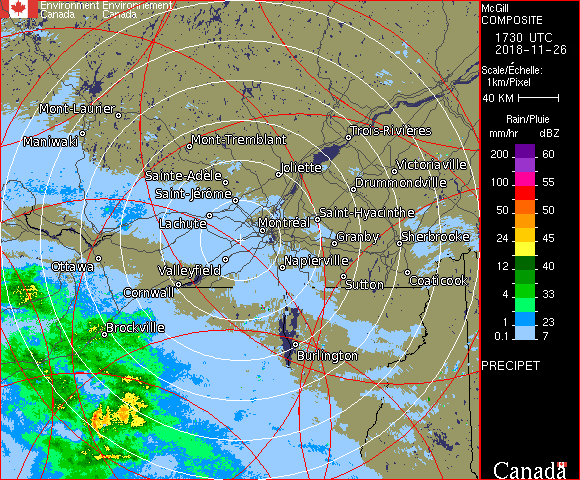 Environment Environnement
Canada Canada
McGill
COMPOSITE
1730 UTC
2018-11-26
Scale/Échelle:
1km/Pixel
40 KM
Rain/Pluie
mm/hr dBZ
200 60
150 57
100 55
50 50
24 45
12 40
4 33
1 23
0.1 7
PRECIPET
Canada
Mont-Laurier
Maniwaki
Mont-Tremblant
Trois-Rivières
Joliette
Victoriaville
Sainte-Adèle
Drummondville
Saint-Jérôme
Saint-Hyacinthe
Lachute
Montréal
Granby
Sherbrooke
Ottawa
Valleyfield
Napierville
Sutton
Coaticook
Cornwall
Brockville
Burlington